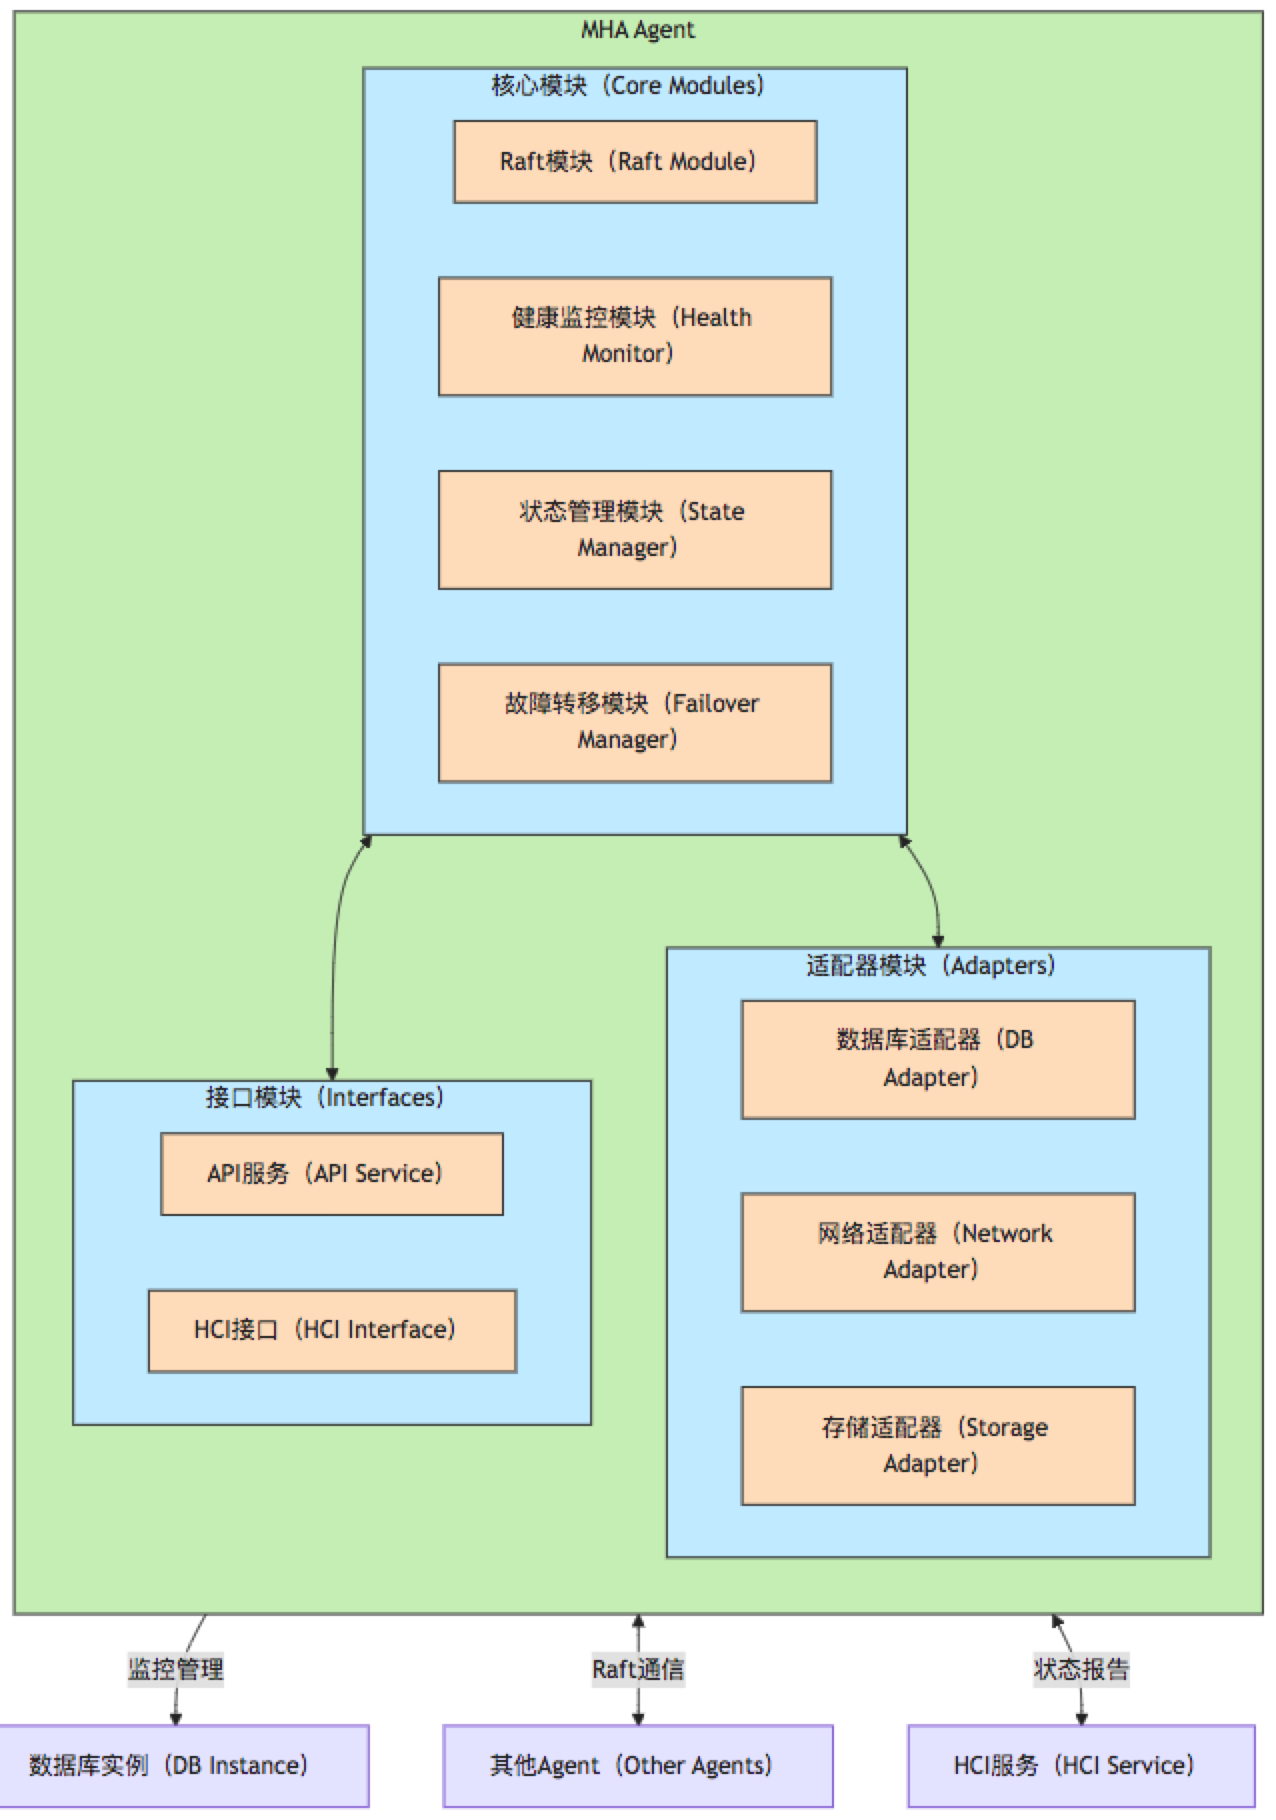 MHA Agent
核心模块（Core Modules）
Raft模块（Raft Module）
健康监控模块（Health
Monitor）
状态管理模块（State
Manager）
故障转移模块（Failover
Manager）
适配器模块（Adapters）
数据库适配器（DB
Adapter）
网络适配器（Network
Adapter）
存储适配器（Storage
Adapter）
接口模块（Interfaces）
API服务（API Service）
HCI接口（HCI Interface）
监控管理
Raft通信
状态报告
数据库实例（DB Instance）
其他Agent（Other Agents）
HCI服务（HCI Service）